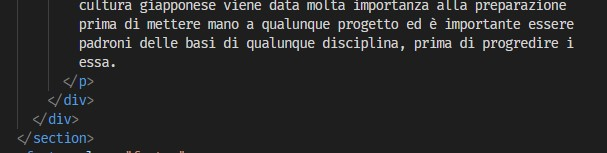 cultura giapponese viene data molta importanza alla preparazione
prima di mettere mano a qualunque progetto ed è importante essere
padroni delle basi di qualunque disciplina, prima di progredire i
essa.
</p>
</div>
</div>
</section>